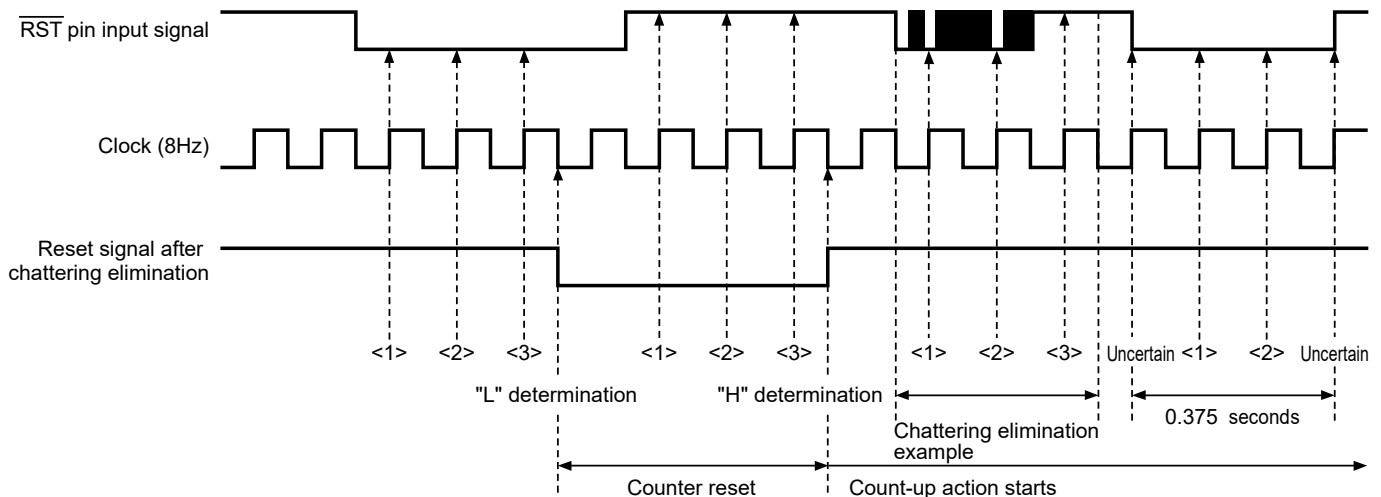 RST pin input signal
Clock (8Hz)
Reset signal after
chattering elimination
<1> <2> <3> <1> <2> <3> <1> <2> <3> Uncertain <1> <2> Uncertain
"L" determination "H" determination
0.375 seconds
Chattering elimination
example
Counter reset Count-up action starts